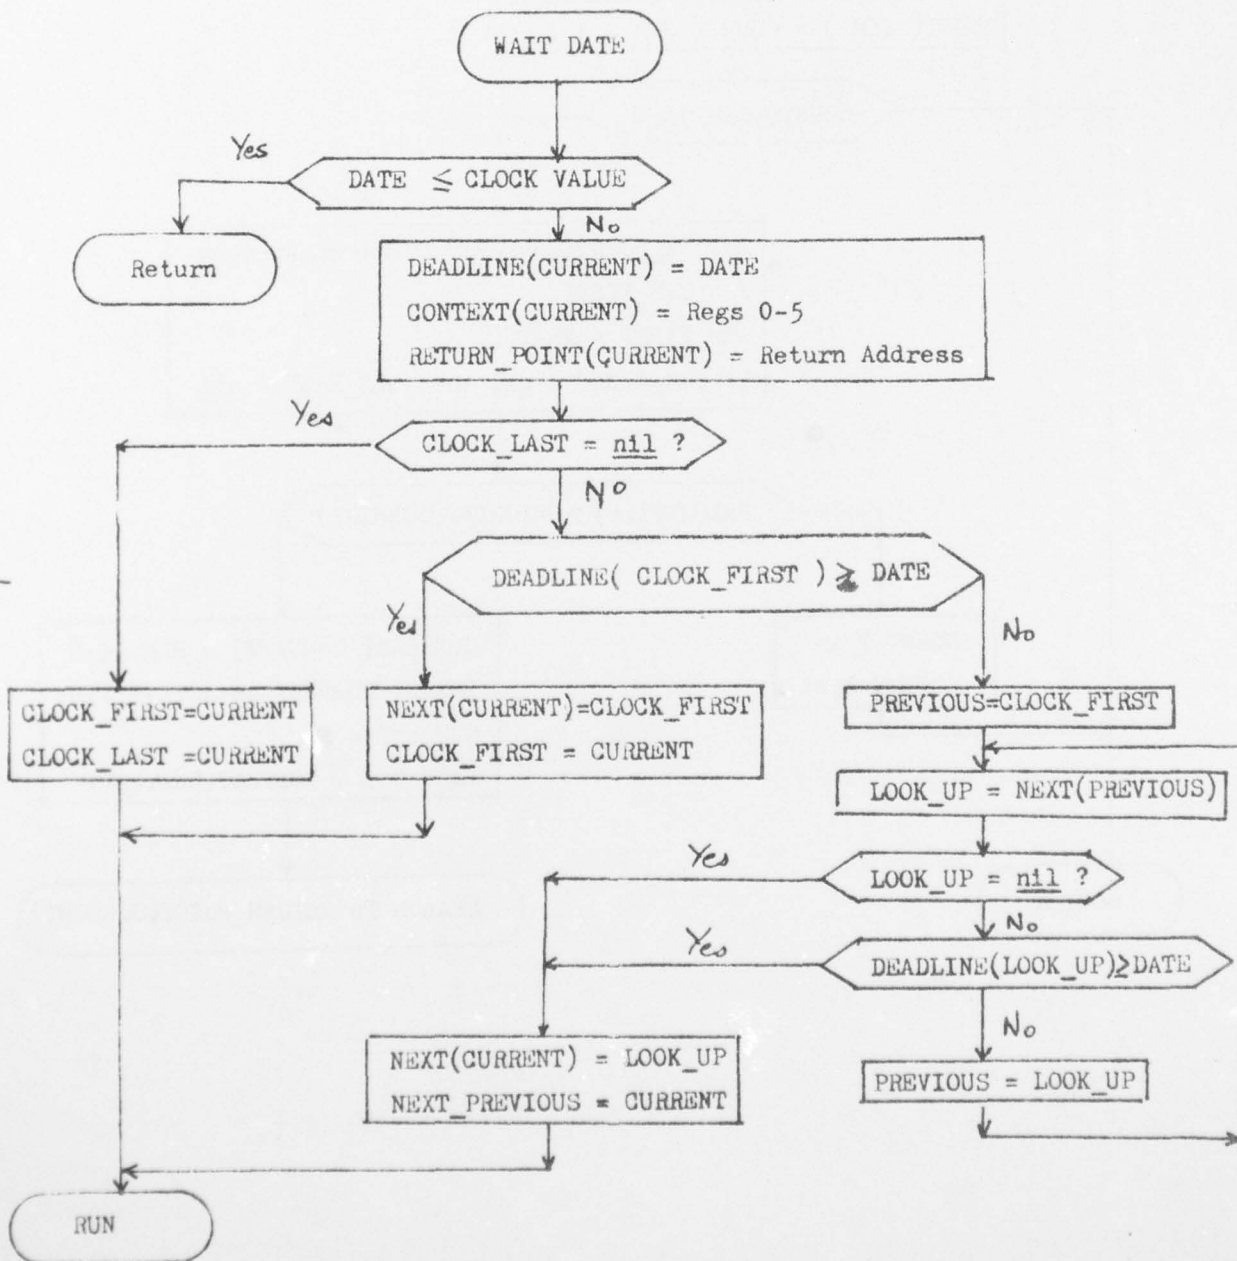 WAIT DATE
Yes
DATE ≤ CLOCK VALUE
No
Return
DEADLINE(CURRENT) = DATE
CONTEXT(CURRENT) = Regs 0-5
RETURN_POINT(CURRENT) = Return Address
Yes
CLOCK_LAST = nil ?
No
DEADLINE( CLOCK_FIRST ) ≥ DATE
Yes
No
CLOCK_FIRST=CURRENT
CLOCK_LAST =CURRENT
NEXT(CURRENT)=CLOCK_FIRST
CLOCK_FIRST = CURRENT
PREVIOUS=CLOCK_FIRST
LOOK_UP = NEXT(PREVIOUS)
Yes
LOOK_UP = nil ?
No
Yes
DEADLINE(LOOK_UP)≥DATE
No
NEXT(CURRENT) = LOOK_UP
NEXT_PREVIOUS = CURRENT
PREVIOUS = LOOK_UP
RUN